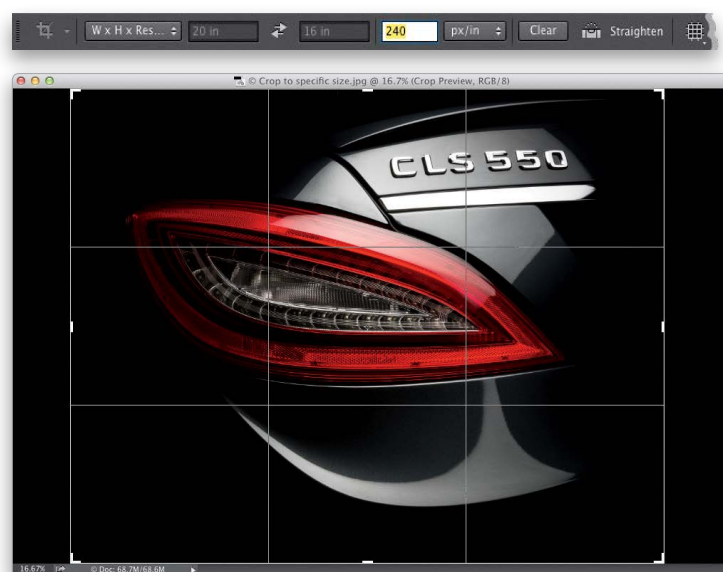 W x H x Res... 20 in 16 in 240 px/in Clear Straighten
© Crop to specific size.jpg @ 16.7% (Crop Preview, RGB/8)
CLS 550
16.67% © Doc: 68.7M/68.6M